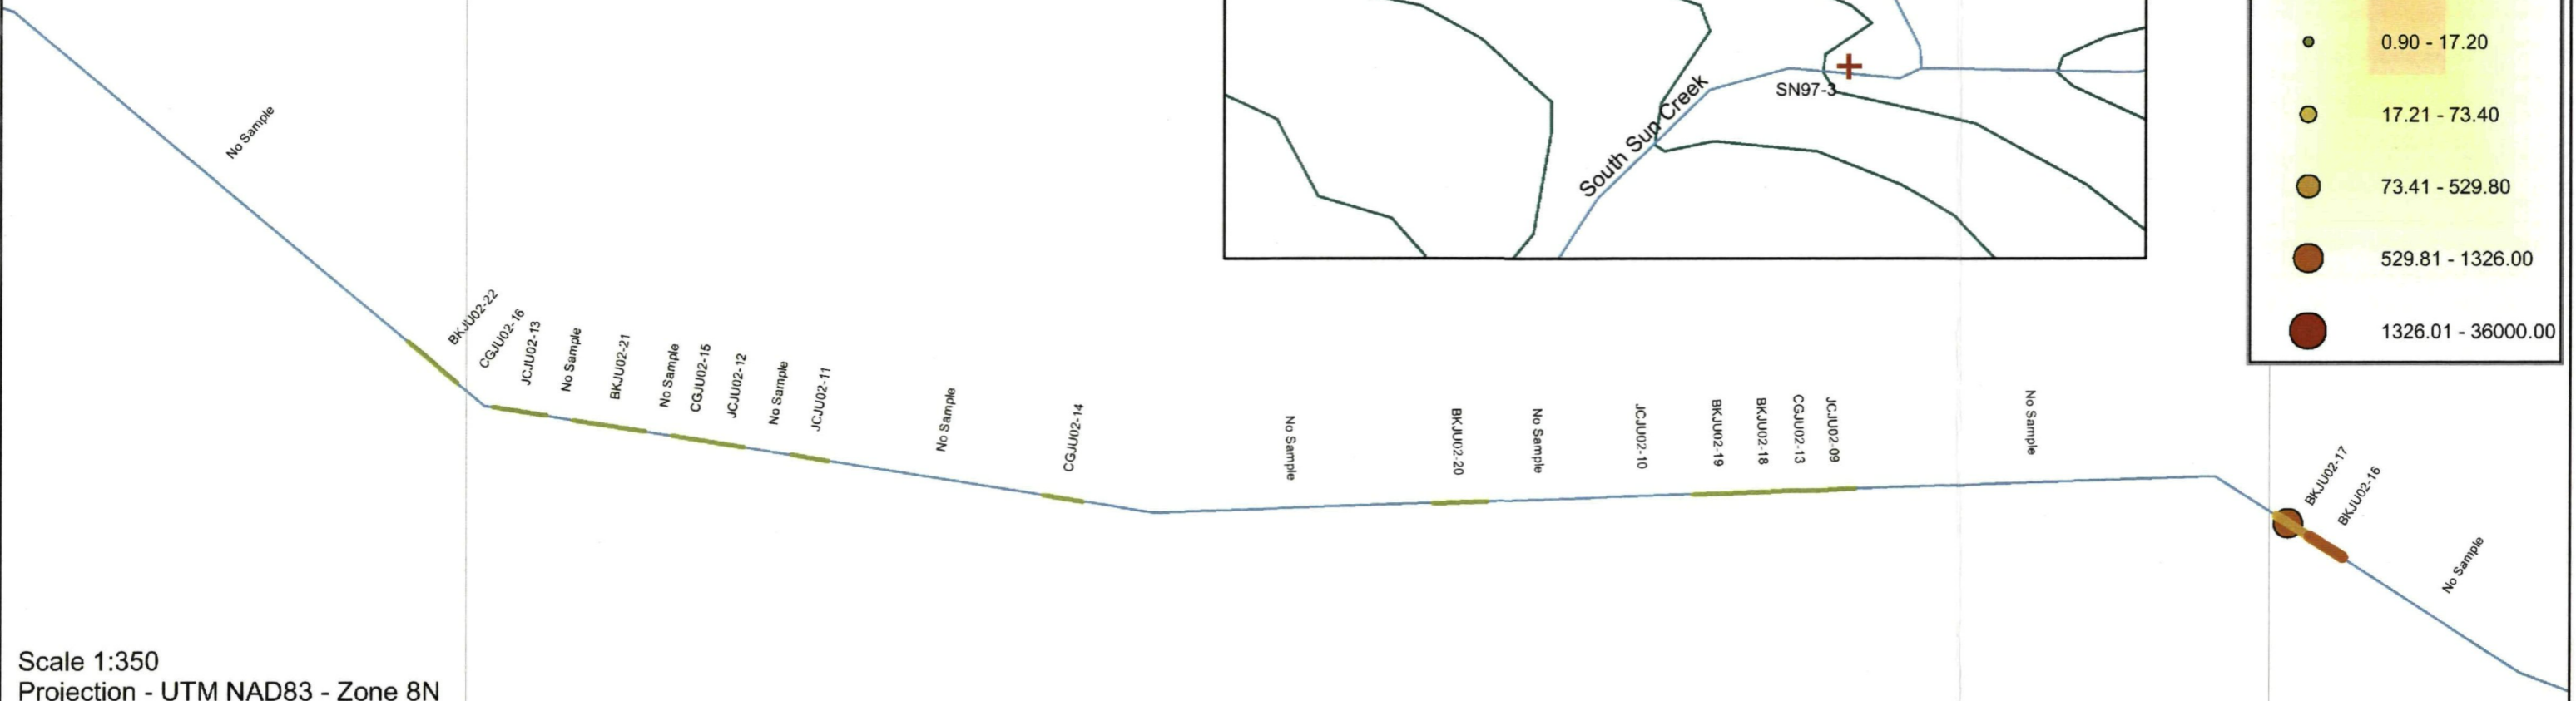 0.90 - 17.20
17.21 - 73.40
73.41 - 529.80
529.81 - 1326.00
1326.01 - 36000.00
SN97-3
South Sun Creek
No Sample
BKJU02-22
CGJU02-16
JCJU02-13
No Sample
BKJU02-21
No Sample
CGJU02-15
JCJU02-12
No Sample
JCJU02-11
No Sample
CGJU02-14
No Sample
BKJU02-20
No Sample
JCJU02-10
BKJU02-19
BKJU02-18
CGJU02-13
JCJU02-09
No Sample
BKJU02-17
BKJU02-16
No Sample
Scale 1:350
Projection - UTM NAD83 - Zone 8N